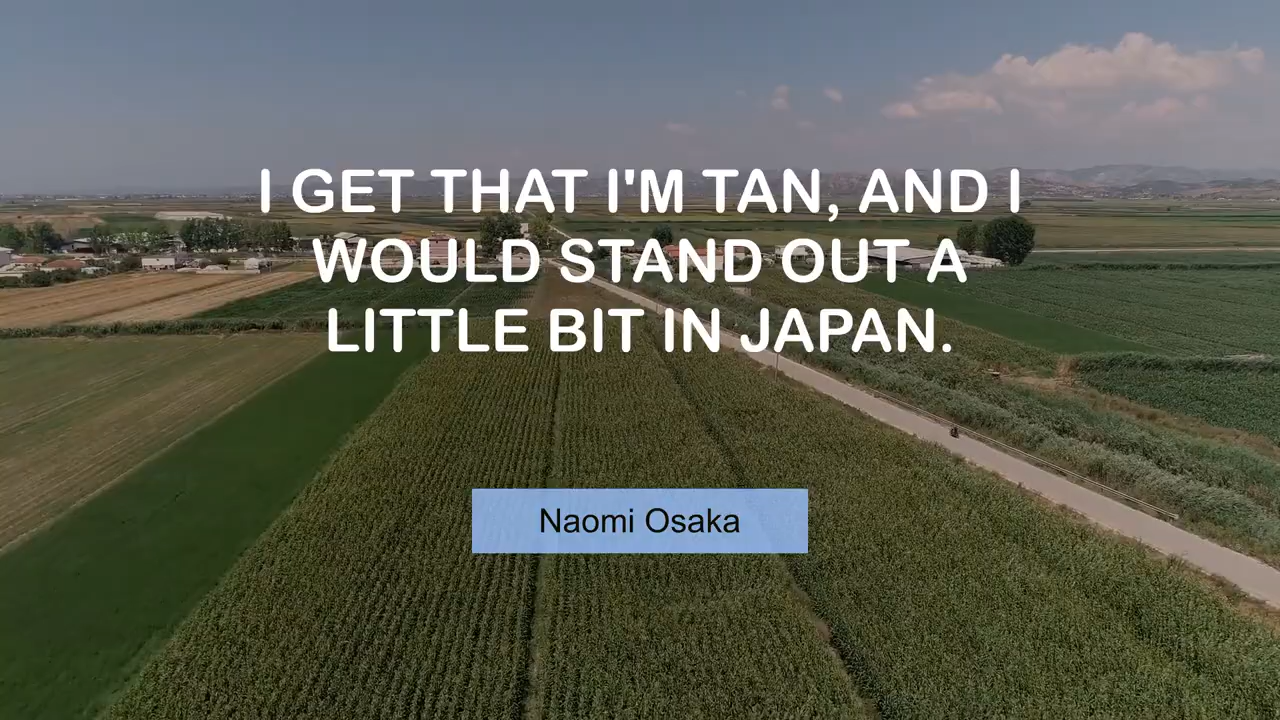 I GET THAT I'M TAN, AND I
WOULD STAND OUT A
LITTLE BIT IN JAPAN.
Naomi Osaka